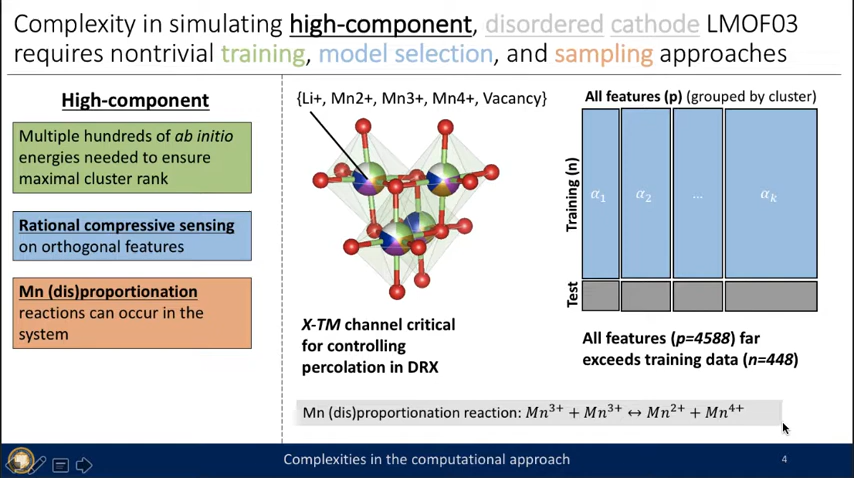 Complexity in simulating high-component, disordered cathode LMOF03
requires nontrivial training, model selection, and sampling approaches
High-component
Multiple hundreds of ab initio
energies needed to ensure
maximal cluster rank
Rational compressive sensing
on orthogonal features
Mn (dis)proportionation
reactions can occur in the
system
{Li+, Mn2+, Mn3+, Mn4+, Vacancy}
X-TM channel critical
for controlling
percolation in DRX
All features (p) (grouped by cluster)
Training (n)
α₁ α₂ ... αₖ
Test
All features (p=4588) far
exceeds training data (n=448)
Mn (dis)proportionation reaction: Mn³⁺ + Mn³⁺ ↔ Mn²⁺ + Mn⁴⁺
Complexities in the computational approach
4